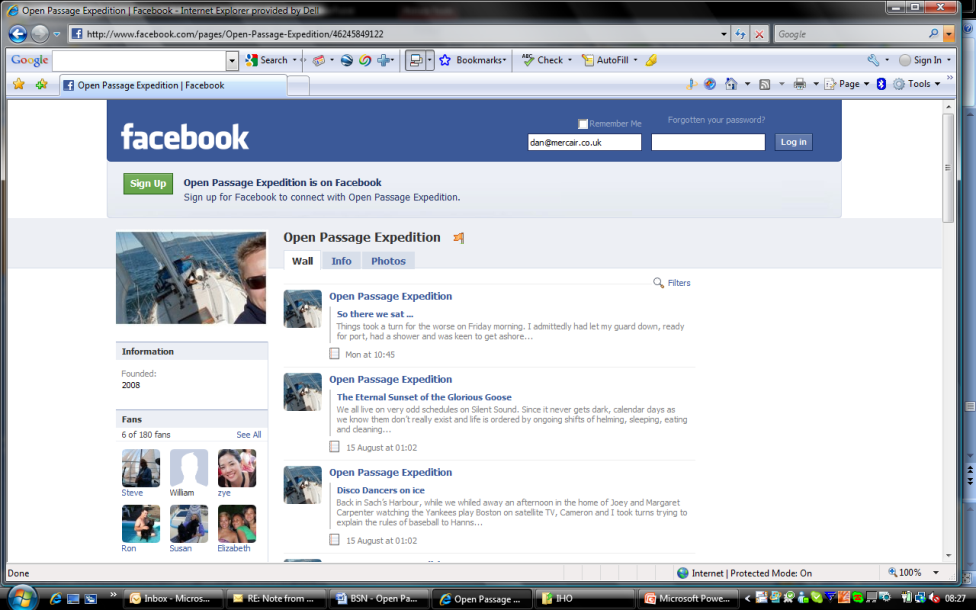 Open Passage Expedition | Facebook - Internet Explorer provided by Dell
http://www.facebook.com/pages/Open-Passage-Expedition/46245849122
Google
Google
Search
Bookmarks
Check
AutoFill
Sign In
Open Passage Expedition | Facebook
Page
Tools
facebook
Remember Me
Forgotten your password?
dan@mercair.co.uk
Log in
Sign Up
Open Passage Expedition is on Facebook
Sign up for Facebook to connect with Open Passage Expedition.
Open Passage Expedition
Wall
Info
Photos
Filters
Open Passage Expedition
So there we sat ...
Things took a turn for the worse on Friday morning. I admittedly had let my guard down, ready
for port, had a shower and was keen to get ashore...
Mon at 10:45
Information
Founded:
2008
Open Passage Expedition
The Eternal Sunset of the Glorious Goose
We all live on very odd schedules on Silent Sound. Since it never gets dark, calendar days as
we know them don't really exist and life is ordered by ongoing shifts of helming, sleeping, eating
and cleaning...
15 August at 01:02
Fans
6 of 180 fans
See All
Steve
William
zye
Ron
Susan
Elizabeth
Open Passage Expedition
Disco Dancers on ice
Back in Sach's Harbour, while we whiled away an afternoon in the home of Joey and Margaret
Carpenter watching the Yankees play Boston on satellite TV, Cameron and I took turns trying to
explain the rules of baseball to Hanns...
15 August at 01:02
Done
Internet | Protected Mode: On
100%
Inbox - Micros...
RE: Note from ...
BSN - Open Pa...
Open Passage ...
IHO
Microsoft Powe...
08:27